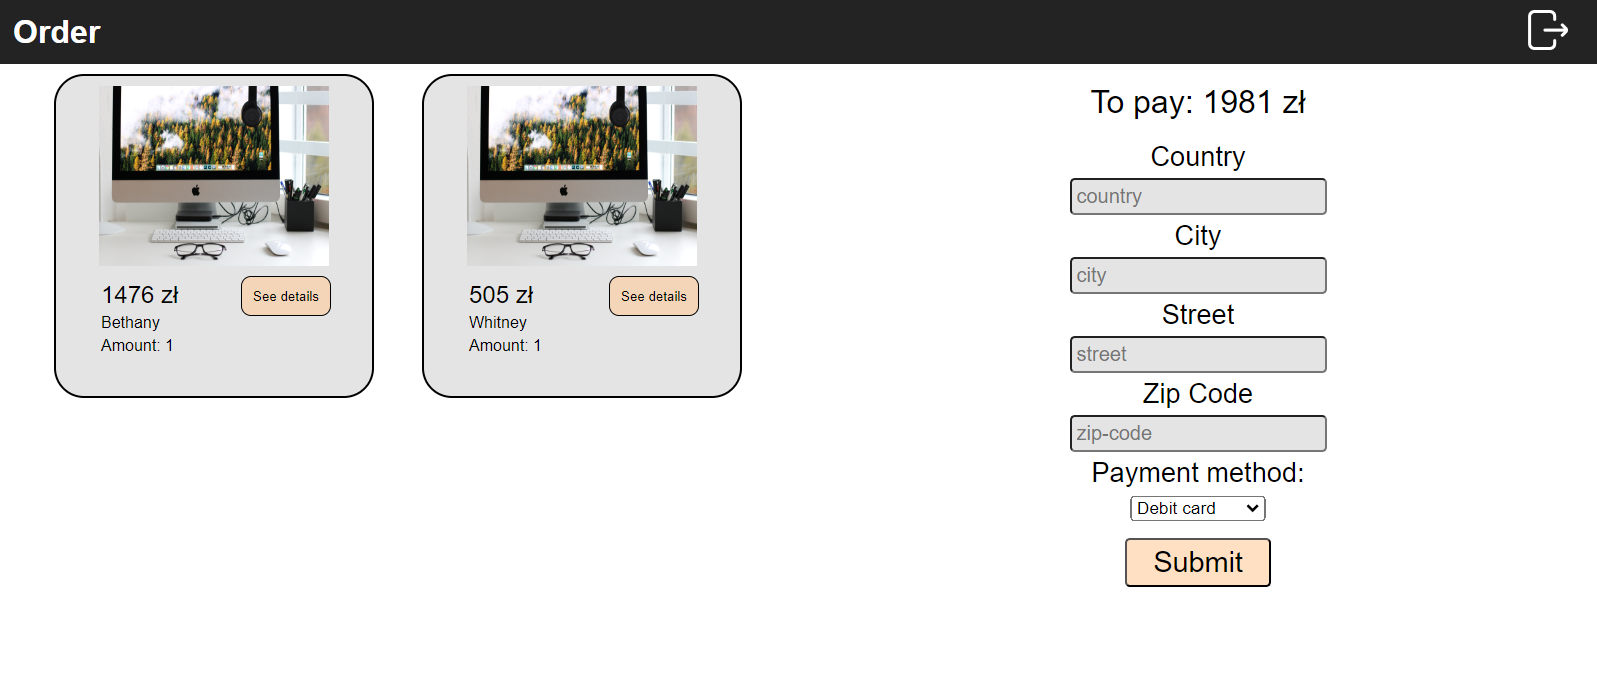 Order
1476 zł
See details
Bethany
Amount: 1
505 zł
See details
Whitney
Amount: 1
To pay: 1981 zł
Country
country
City
city
Street
street
Zip Code
zip-code
Payment method:
Debit card
Submit